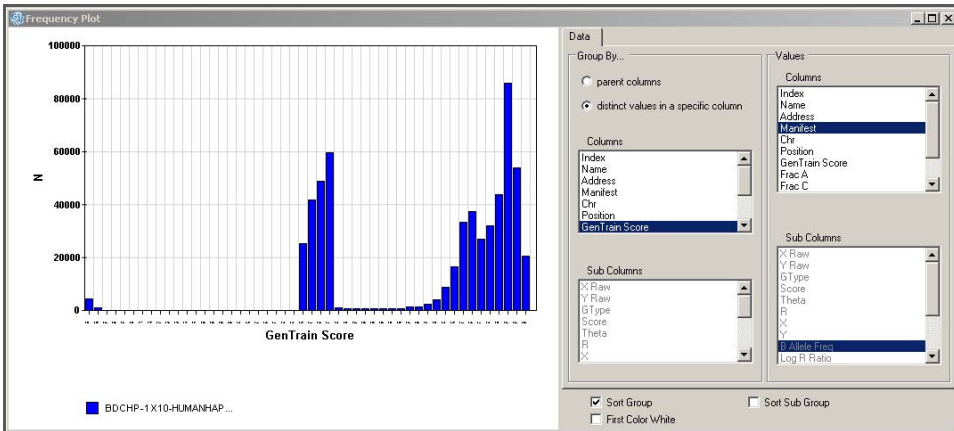 Frequency Plot
100000
80000
60000
40000
20000
0
N
GenTrain Score
BDCHP-1X10-HUMANHAP...
Data
Group By...
parent columns
distinct values in a specific column
Columns
Index
Name
Address
Manifest
Chr
Position
GenTrain Score
Sub Columns
X Raw
Y Raw
GType
Score
Theta
R
X
Values
Columns
Index
Name
Address
Manifest
Chr
Position
GenTrain Score
Frac A
Frac C
Sub Columns
X Raw
Y Raw
GType
Score
Theta
R
X
Y
B Allele Freq
Log R Ratio
Sort Group
Sort Sub Group
First Color White